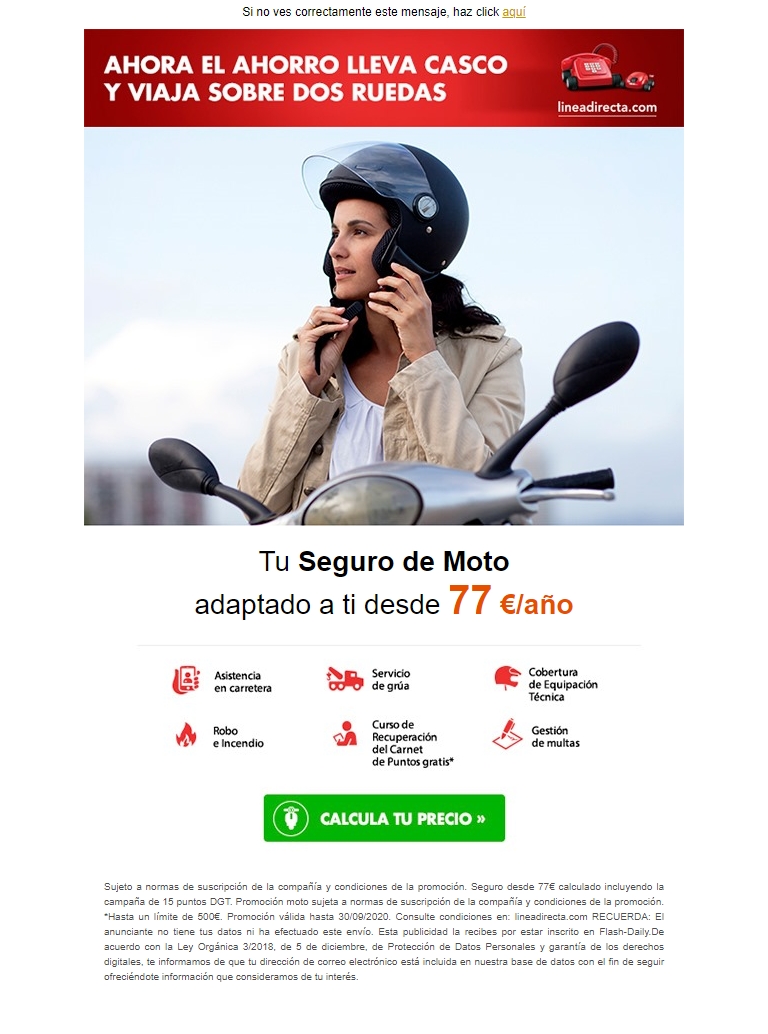 Si no ves correctamente este mensaje, haz click aquí
AHORA EL AHORRO LLEVA CASCO
Y VIAJA SOBRE DOS RUEDAS
lineadirecta.com
Tu Seguro de Moto
adaptado a ti desde 77 €/año
Asistencia
en carretera
Servicio
de grúa
Cobertura
de Equipación
Técnica
Robo
e Incendio
Curso de
Recuperación
del Carnet
de Puntos gratis*
Gestión
de multas
CALCULA TU PRECIO »
Sujeto a normas de suscripción de la compañía y condiciones de la promoción. Seguro desde 77€ calculado incluyendo la
campaña de 15 puntos DGT. Promoción moto sujeta a normas de suscripción de la compañía y condiciones de la promoción.
*Hasta un límite de 500€. Promoción válida hasta 30/09/2020. Consulte condiciones en: lineadirecta.com RECUERDA: El
anunciante no tiene tus datos ni ha efectuado este envío. Esta publicidad la recibes por estar inscrito en Flash-Daily.De
acuerdo con la Ley Orgánica 3/2018, de 5 de diciembre, de Protección de Datos Personales y garantía de los derechos
digitales, te informamos de que tu dirección de correo electrónico está incluida en nuestra base de datos con el fin de seguir
ofreciéndote información que consideramos de tu interés.